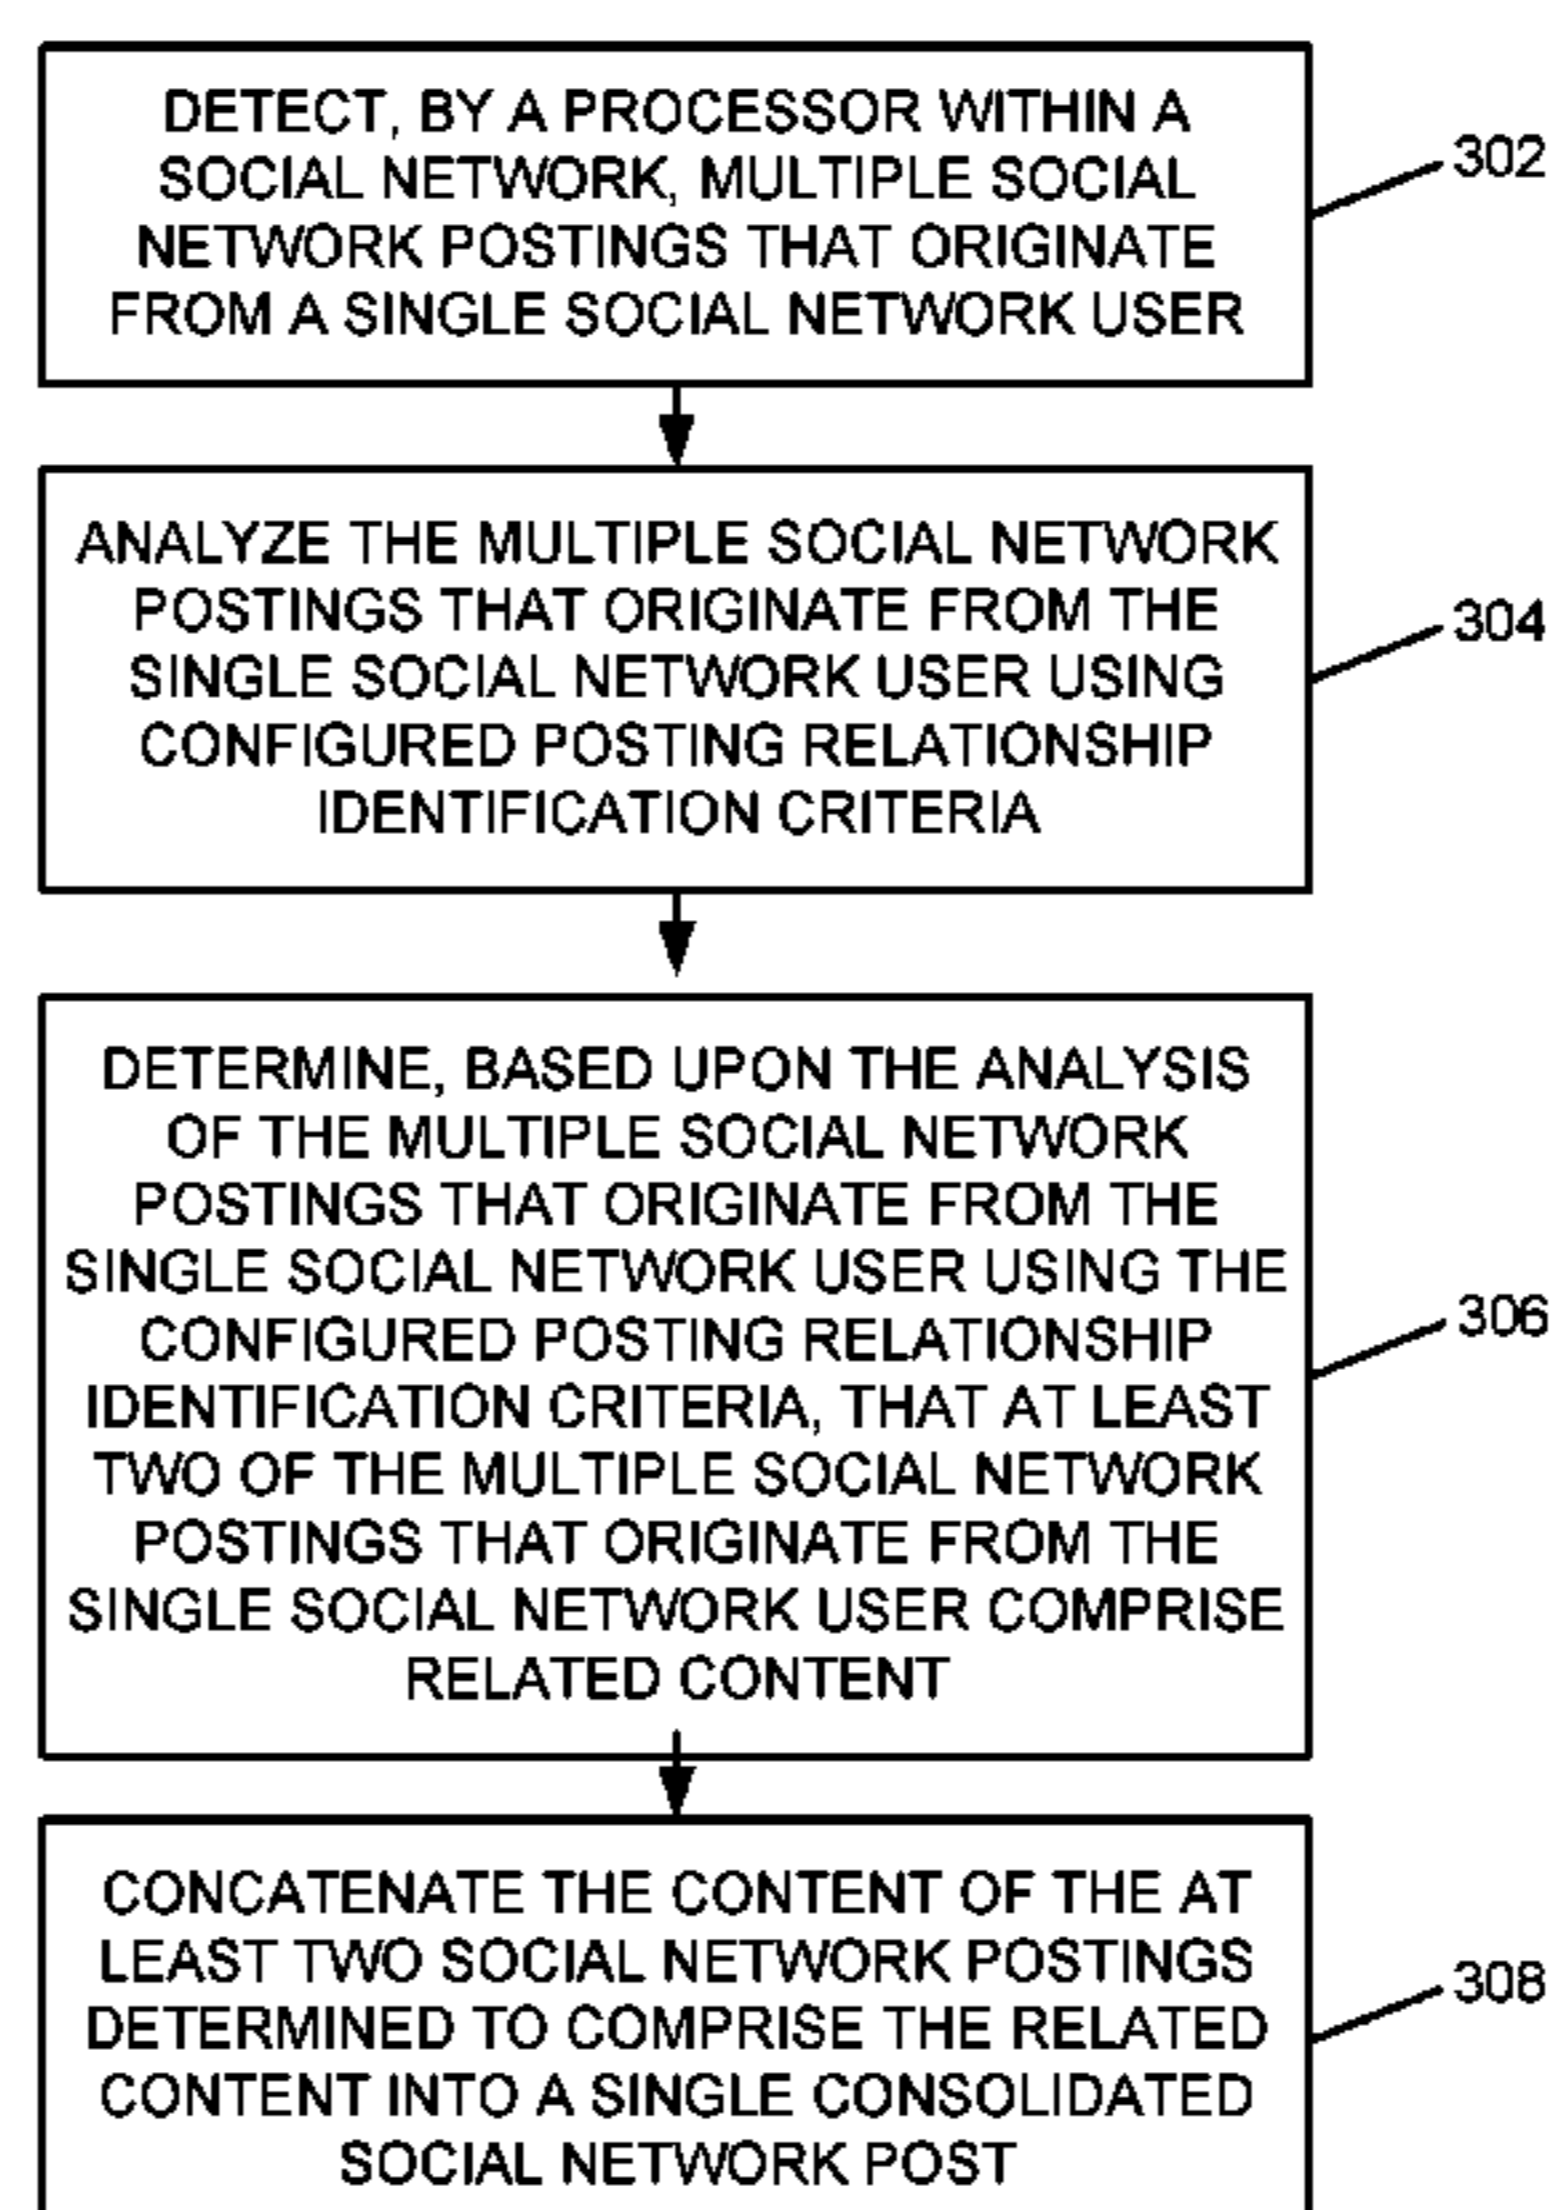 DETECT, BY A PROCESSOR WITHIN A
SOCIAL NETWORK, MULTIPLE SOCIAL
NETWORK POSTINGS THAT ORIGINATE
FROM A SINGLE SOCIAL NETWORK USER
302
ANALYZE THE MULTIPLE SOCIAL NETWORK
POSTINGS THAT ORIGINATE FROM THE
SINGLE SOCIAL NETWORK USER USING
CONFIGURED POSTING RELATIONSHIP
IDENTIFICATION CRITERIA
304
DETERMINE, BASED UPON THE ANALYSIS
OF THE MULTIPLE SOCIAL NETWORK
POSTINGS THAT ORIGINATE FROM THE
SINGLE SOCIAL NETWORK USER USING THE
CONFIGURED POSTING RELATIONSHIP
IDENTIFICATION CRITERIA, THAT AT LEAST
TWO OF THE MULTIPLE SOCIAL NETWORK
POSTINGS THAT ORIGINATE FROM THE
SINGLE SOCIAL NETWORK USER COMPRISE
RELATED CONTENT
306
CONCATENATE THE CONTENT OF THE AT
LEAST TWO SOCIAL NETWORK POSTINGS
DETERMINED TO COMPRISE THE RELATED
CONTENT INTO A SINGLE CONSOLIDATED
SOCIAL NETWORK POST
308